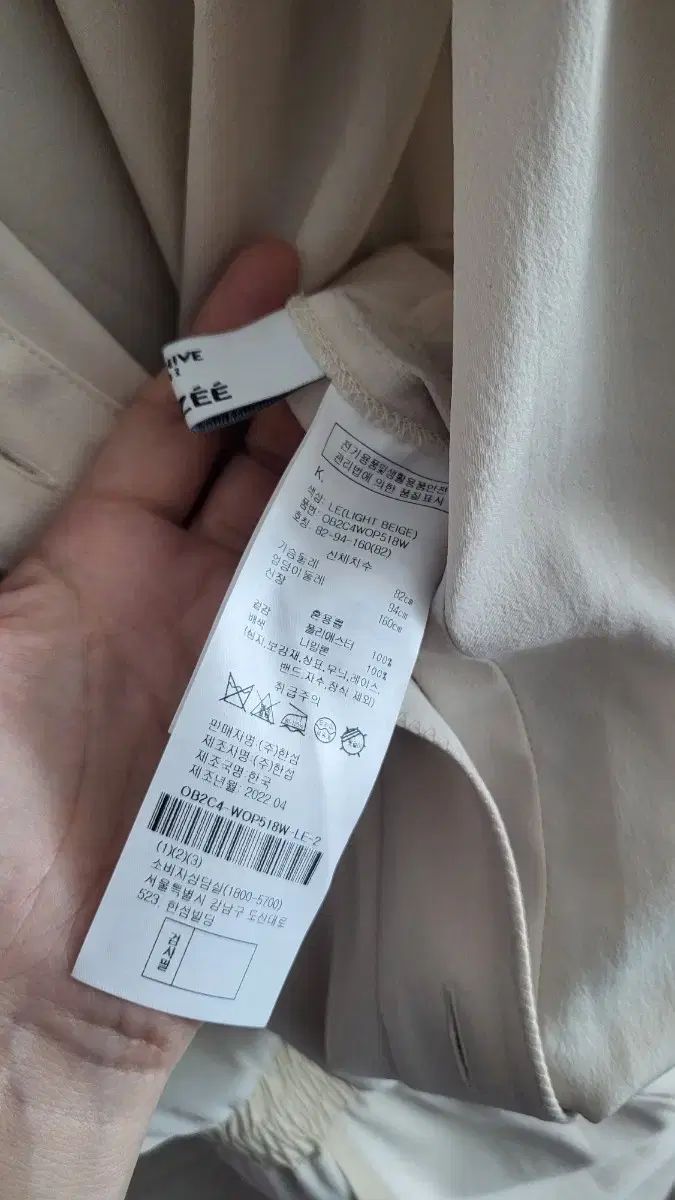 ZÉÉ
전기용품및생활용품안전
관리법에 의한 품질표시
K.
색상: LE(LIGHT BEIGE)
품번: OB2C4WOP518W
호칭: 82-94-160(82)
신체치수
가슴둘레 82cm
엉덩이둘레 94cm
신장 160cm
혼용률
겉감 폴리에스터 100%
배색 나일론 100%
(심지,보강재,상표,무늬,레이스,
밴드,자수,장식 제외)
취급주의
판매자명:(주)한섬
제조사명:(주)한섬
제조국명:한국
제조년월: 2022.04
OB2C4-WOP518W-LE-2
(1)(2)(3)
소비자상담실(1800-5700)
서울특별시 강남구 도산대로
523 한섬빌딩
검사필